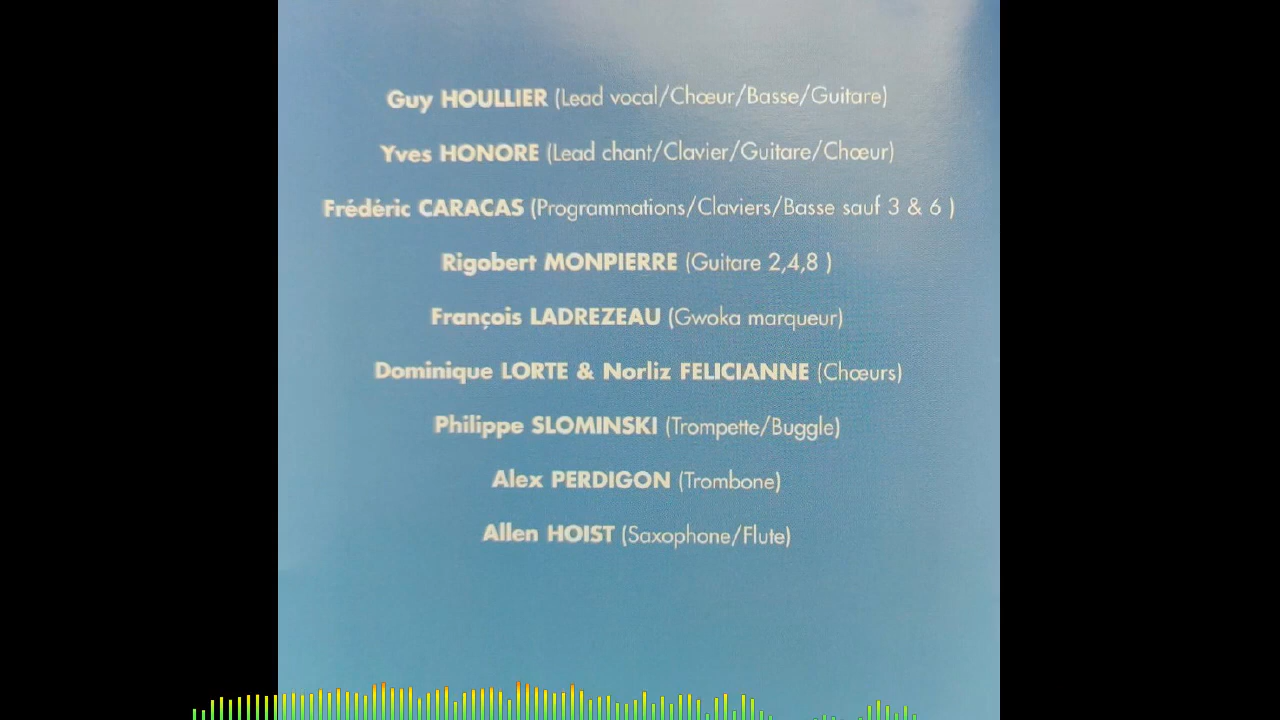 Guy HOULLIER (Lead vocal/Chœur/Basse/Guitare)
Yves HONORE (Lead chant/Clavier/Guitare/Chœur)
Frédéric CARACAS (Programmations/Claviers/Basse sauf 3 & 6 )
Rigobert MONPIERRE (Guitare 2,4,8 )
François LADREZEAU (Gwoka marqueur)
Dominique LORTE & Norliz FELICIANNE (Chœurs)
Philippe SLOMINSKI (Trompette/Buggle)
Alex PERDIGON (Trombone)
Allen HOIST (Saxophone/Flute)